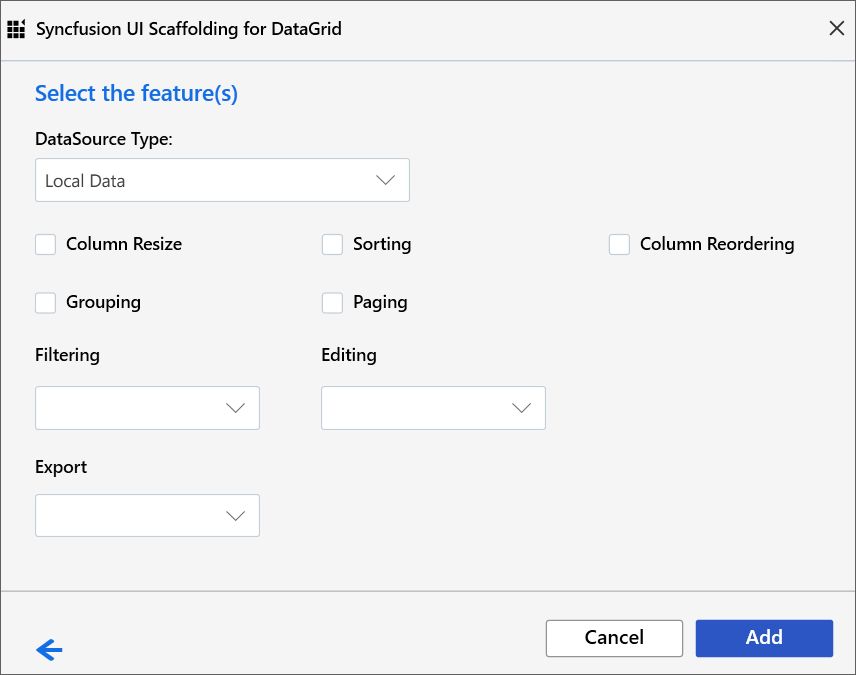 Syncfusion UI Scaffolding for DataGrid
Select the feature(s)
DataSource Type:
Local Data
Column Resize
Sorting
Column Reordering
Grouping
Paging
Filtering
Editing
Export
Cancel
Add